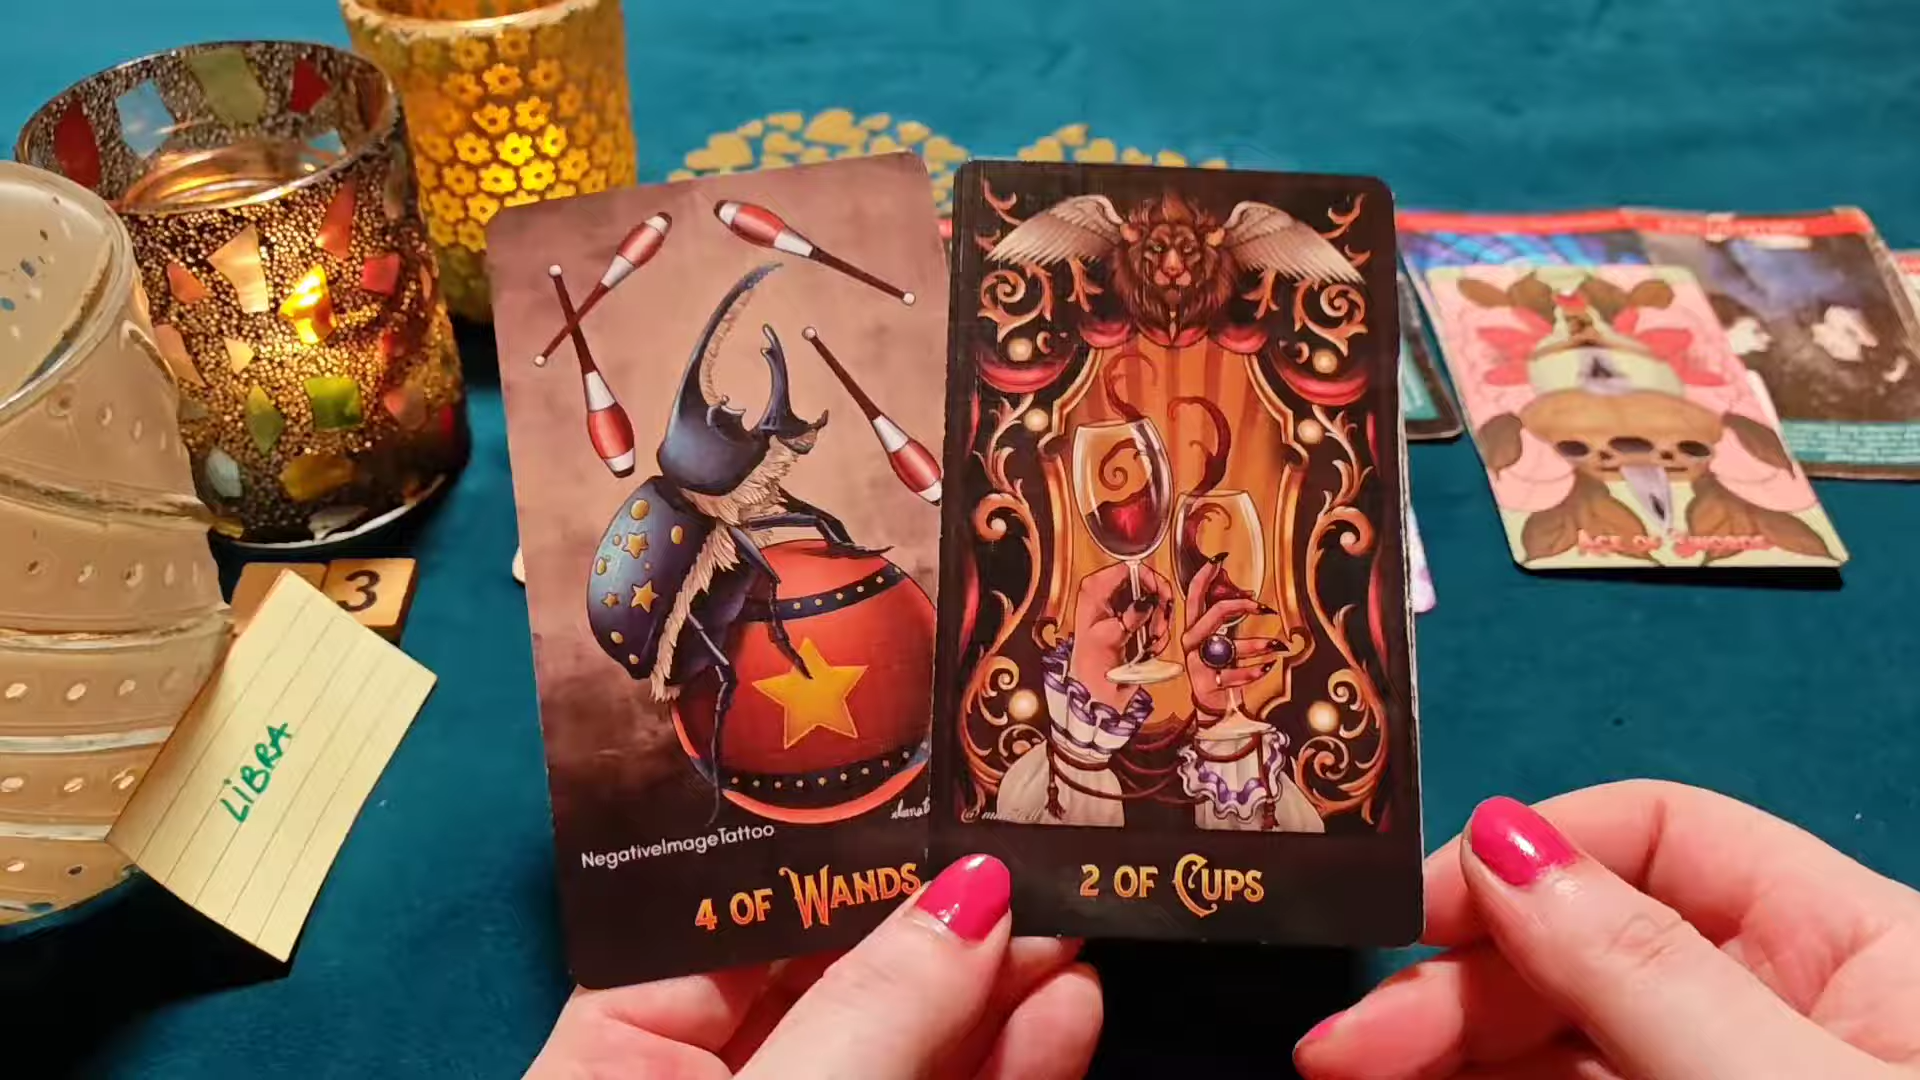 3
LiBRA
NegativeImageTattoo
4 OF WANDS
2 OF CUPS
ACE OF SWORDS